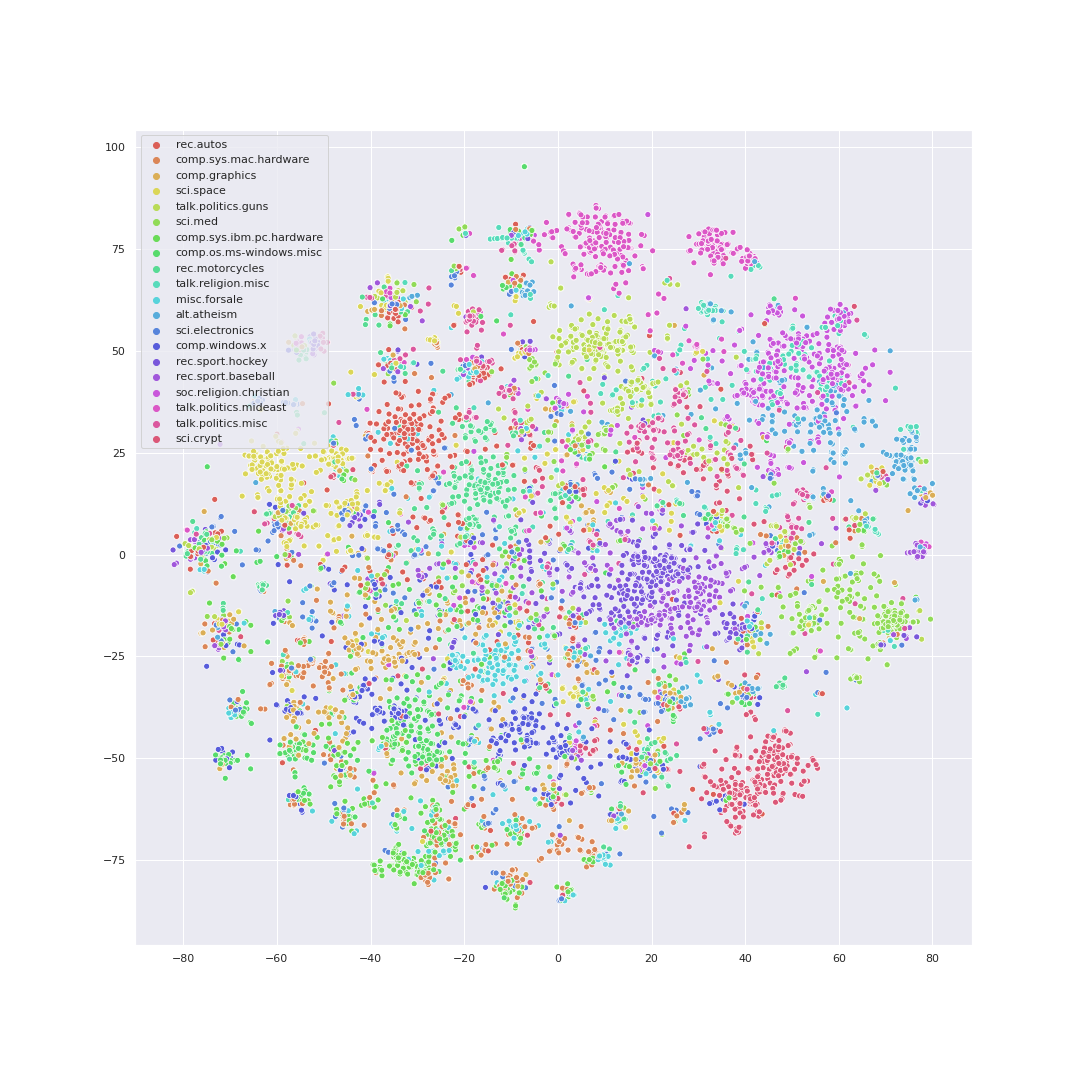 100
75
50
25
0
−25
−50
−75
rec.autos
comp.sys.mac.hardware
comp.graphics
sci.space
talk.politics.guns
sci.med
comp.sys.ibm.pc.hardware
comp.os.ms-windows.misc
rec.motorcycles
talk.religion.misc
misc.forsale
alt.atheism
sci.electronics
comp.windows.x
rec.sport.hockey
rec.sport.baseball
soc.religion.christian
talk.politics.mideast
talk.politics.misc
sci.crypt
−80 −60 −40 −20 0 20 40 60 80